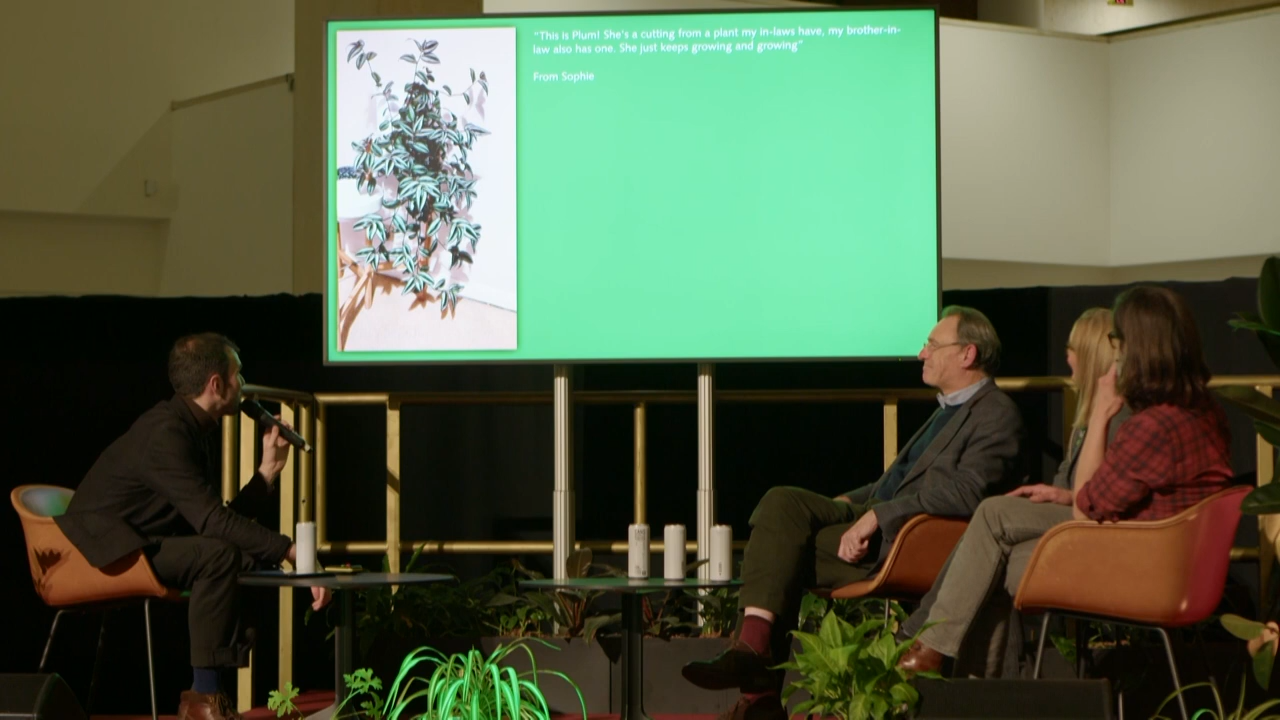 “This is Plum! She's a cutting from a plant my in-laws have, my brother-in-
law also has one. She just keeps growing and growing”
From Sophie